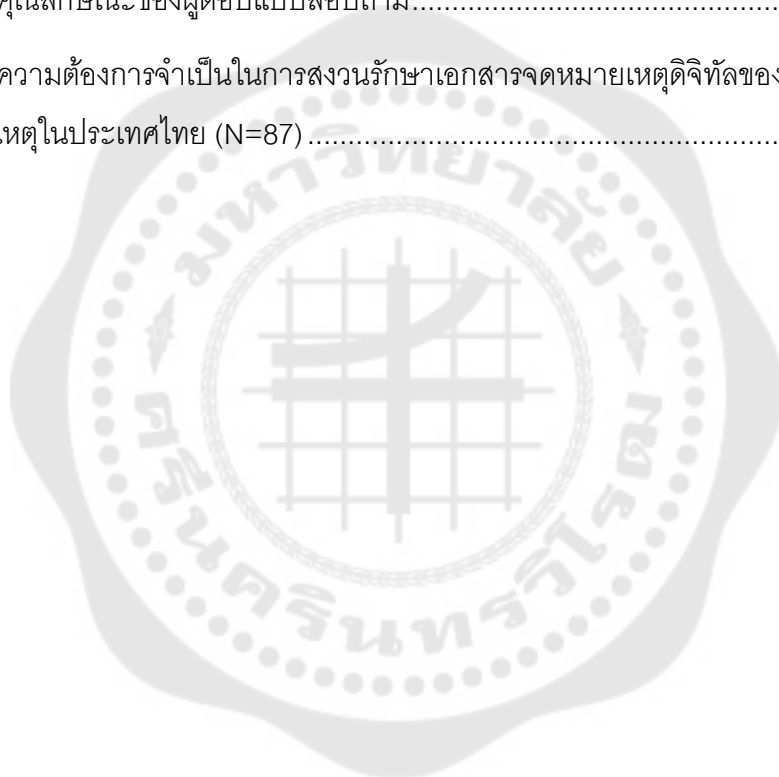 คุณลักษณะของผู้ตอบแบบสอบถาม
ความต้องการจำเป็นในการสงวนรักษาเอกสารจดหมายเหตุดิจิทัลของ
เหตุในประเทศไทย (N=87)
มหาวิทยาลัย
ศรีนครินทรวิโรฒ